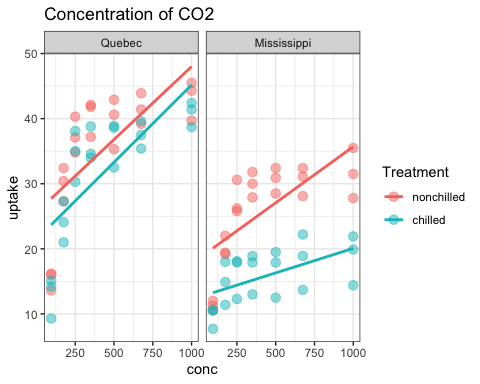 Concentration of CO2
Quebec Mississippi
50
40
30
20
10
uptake
250 500 750 1000 250 500 750 1000
conc
Treatment
nonchilled
chilled